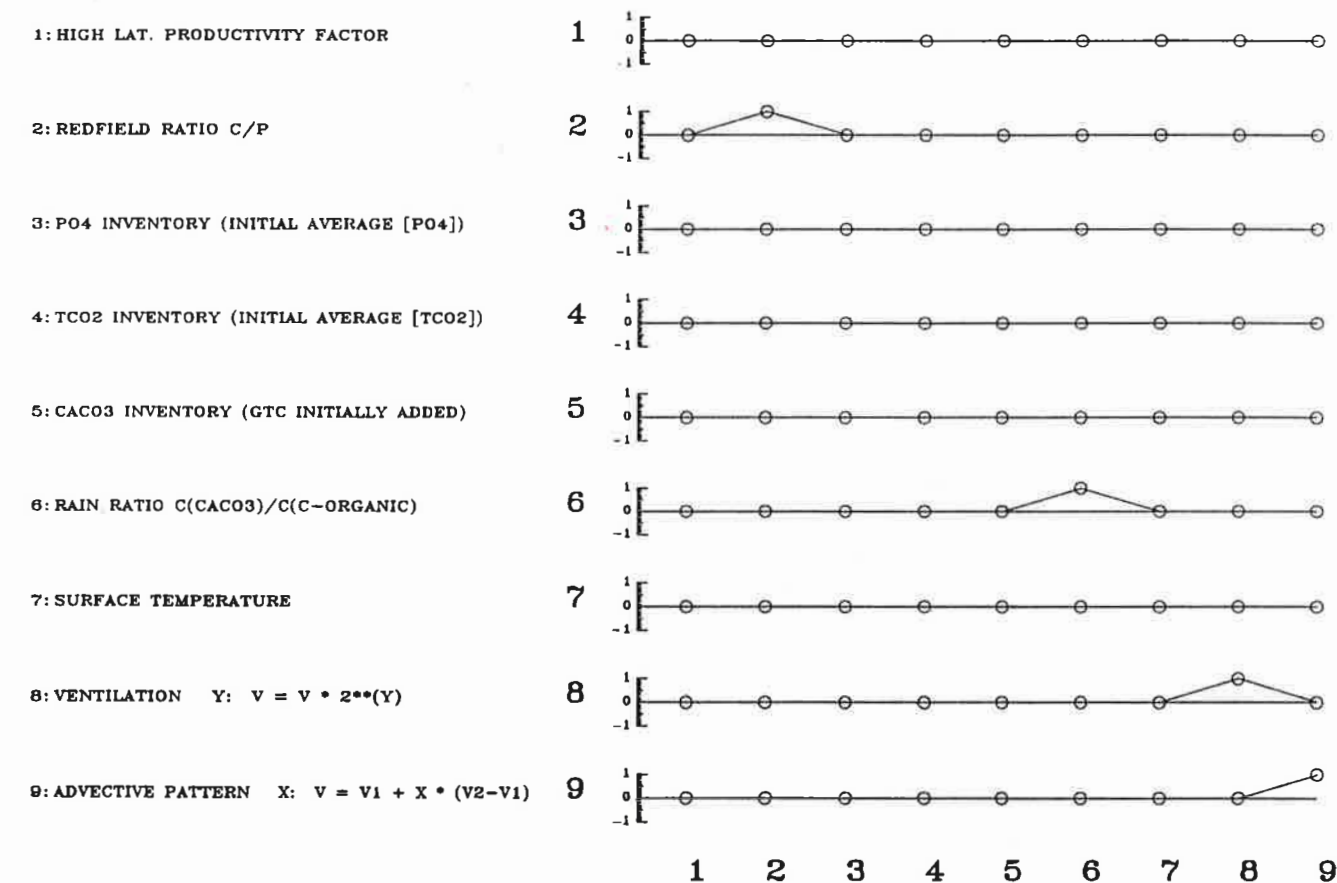 1: HIGH LAT. PRODUCTIVITY FACTOR 1 1 0 -1
2: REDFIELD RATIO C/P 2 1 0 -1
3: PO4 INVENTORY (INITIAL AVERAGE [PO4]) 3 1 0 -1
4: TCO2 INVENTORY (INITIAL AVERAGE [TCO2]) 4 1 0 -1
5: CACO3 INVENTORY (GTC INITIALLY ADDED) 5 1 0 -1
6: RAIN RATIO C(CACO3)/C(C-ORGANIC) 6 1 0 -1
7: SURFACE TEMPERATURE 7 1 0 -1
8: VENTILATION Y: V = V * 2**(Y) 8 1 0 -1
9: ADVECTIVE PATTERN X: V = V1 + X * (V2-V1) 9 1 0 -1
1 2 3 4 5 6 7 8 9